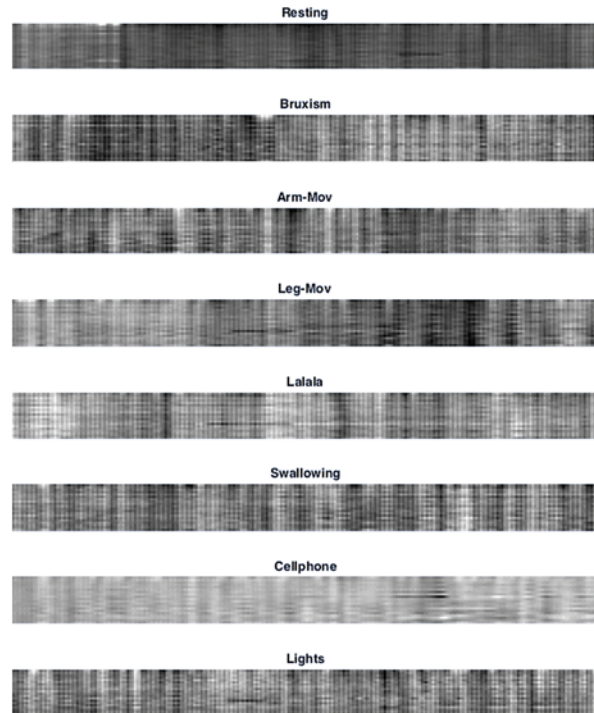 Resting
Bruxism
Arm-Mov
Leg-Mov
Lalala
Swallowing
Cellphone
Lights